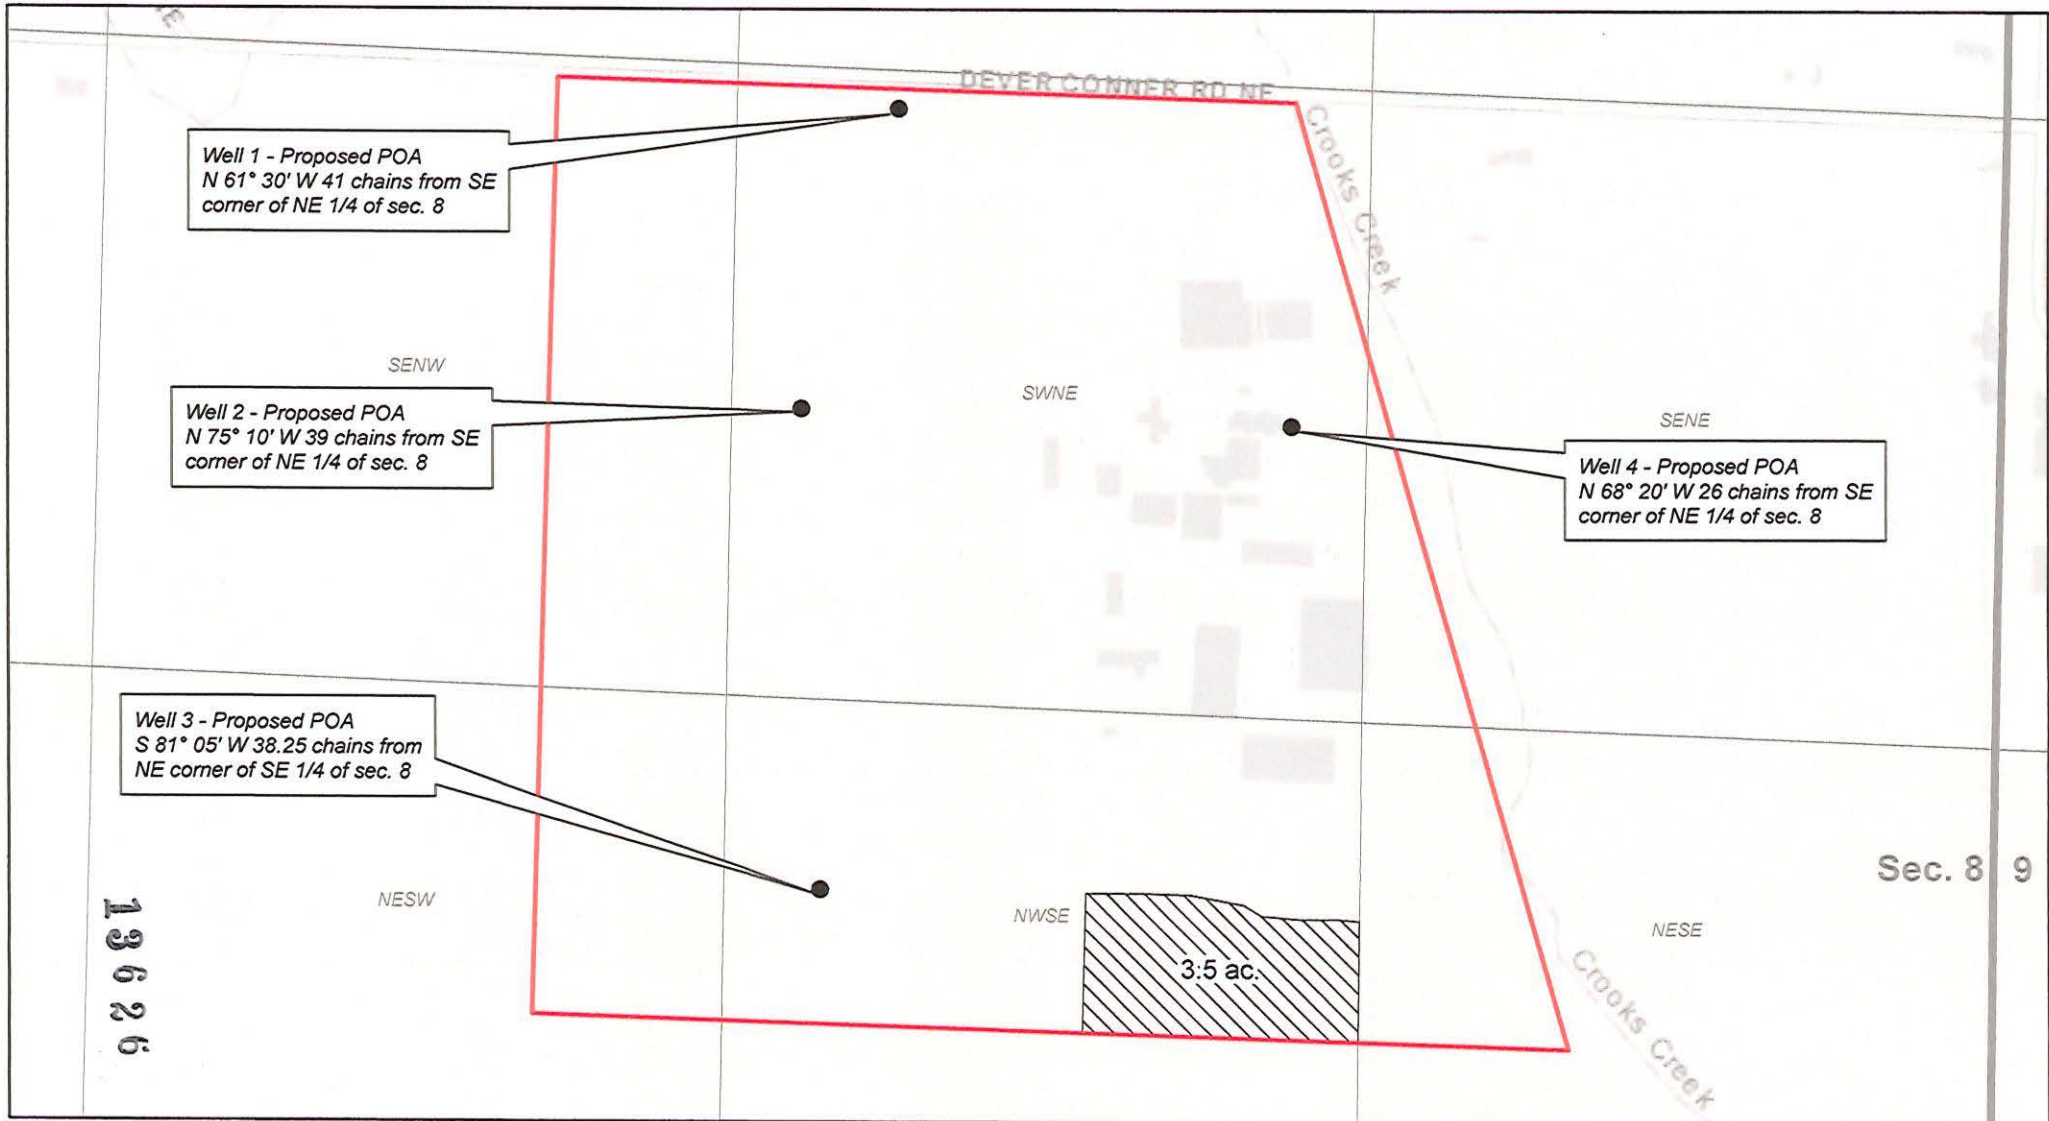 DEVER CONNER RD NE
Well 1 - Proposed POA
N 61° 30' W 41 chains from SE
corner of NE 1/4 of sec. 8
Crooks Creek
SENW
SWNE
SENE
Well 2 - Proposed POA
N 75° 10' W 39 chains from SE
corner of NE 1/4 of sec. 8
Well 4 - Proposed POA
N 68° 20' W 26 chains from SE
corner of NE 1/4 of sec. 8
Well 3 - Proposed POA
S 81° 05' W 38.25 chains from
NE corner of SE 1/4 of sec. 8
Sec. 8 9
NESW
NWSE
NESE
3.5 ac.
Crooks Creek
13626